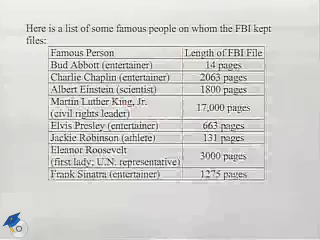 Here is a list of some famous people on whom the FBI kept
files:
Famous Person Length of FBI File
Bud Abbott (entertainer) 14 pages
Charlie Chaplin (entertainer) 2063 pages
Albert Einstein (scientist) 1800 pages
Martin Luther King, Jr.
(civil rights leader) 17,000 pages
Elvis Presley (entertainer) 663 pages
Jackie Robinson (athlete) 131 pages
Eleanor Roosevelt
(first lady; U.N. representative) 3000 pages
Frank Sinatra (entertainer) 1275 pages